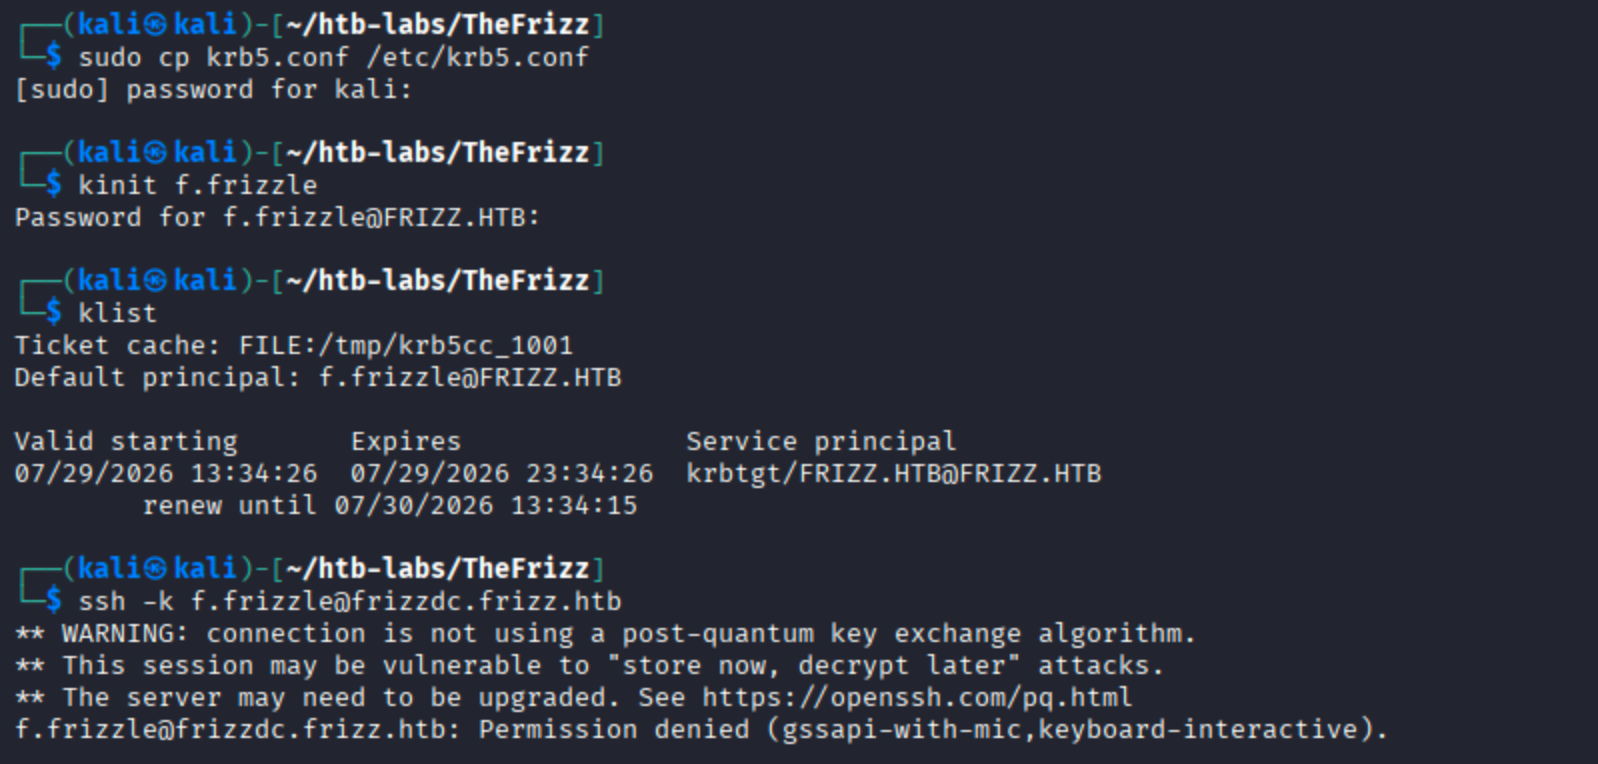 ┌──(kali㉿kali)-[~/htb-labs/TheFrizz]
└─$ sudo cp krb5.conf /etc/krb5.conf
[sudo] password for kali:
┌──(kali㉿kali)-[~/htb-labs/TheFrizz]
└─$ kinit f.frizzle
Password for f.frizzle@FRIZZ.HTB:
┌──(kali㉿kali)-[~/htb-labs/TheFrizz]
└─$ klist
Ticket cache: FILE:/tmp/krb5cc_1001
Default principal: f.frizzle@FRIZZ.HTB
Valid starting       Expires              Service principal
07/29/2026 13:34:26  07/29/2026 23:34:26  krbtgt/FRIZZ.HTB@FRIZZ.HTB
        renew until 07/30/2026 13:34:15
┌──(kali㉿kali)-[~/htb-labs/TheFrizz]
└─$ ssh -k f.frizzle@frizzdc.frizz.htb
** WARNING: connection is not using a post-quantum key exchange algorithm.
** This session may be vulnerable to "store now, decrypt later" attacks.
** The server may need to be upgraded. See https://openssh.com/pq.html
f.frizzle@frizzdc.frizz.htb: Permission denied (gssapi-with-mic,keyboard-interactive).